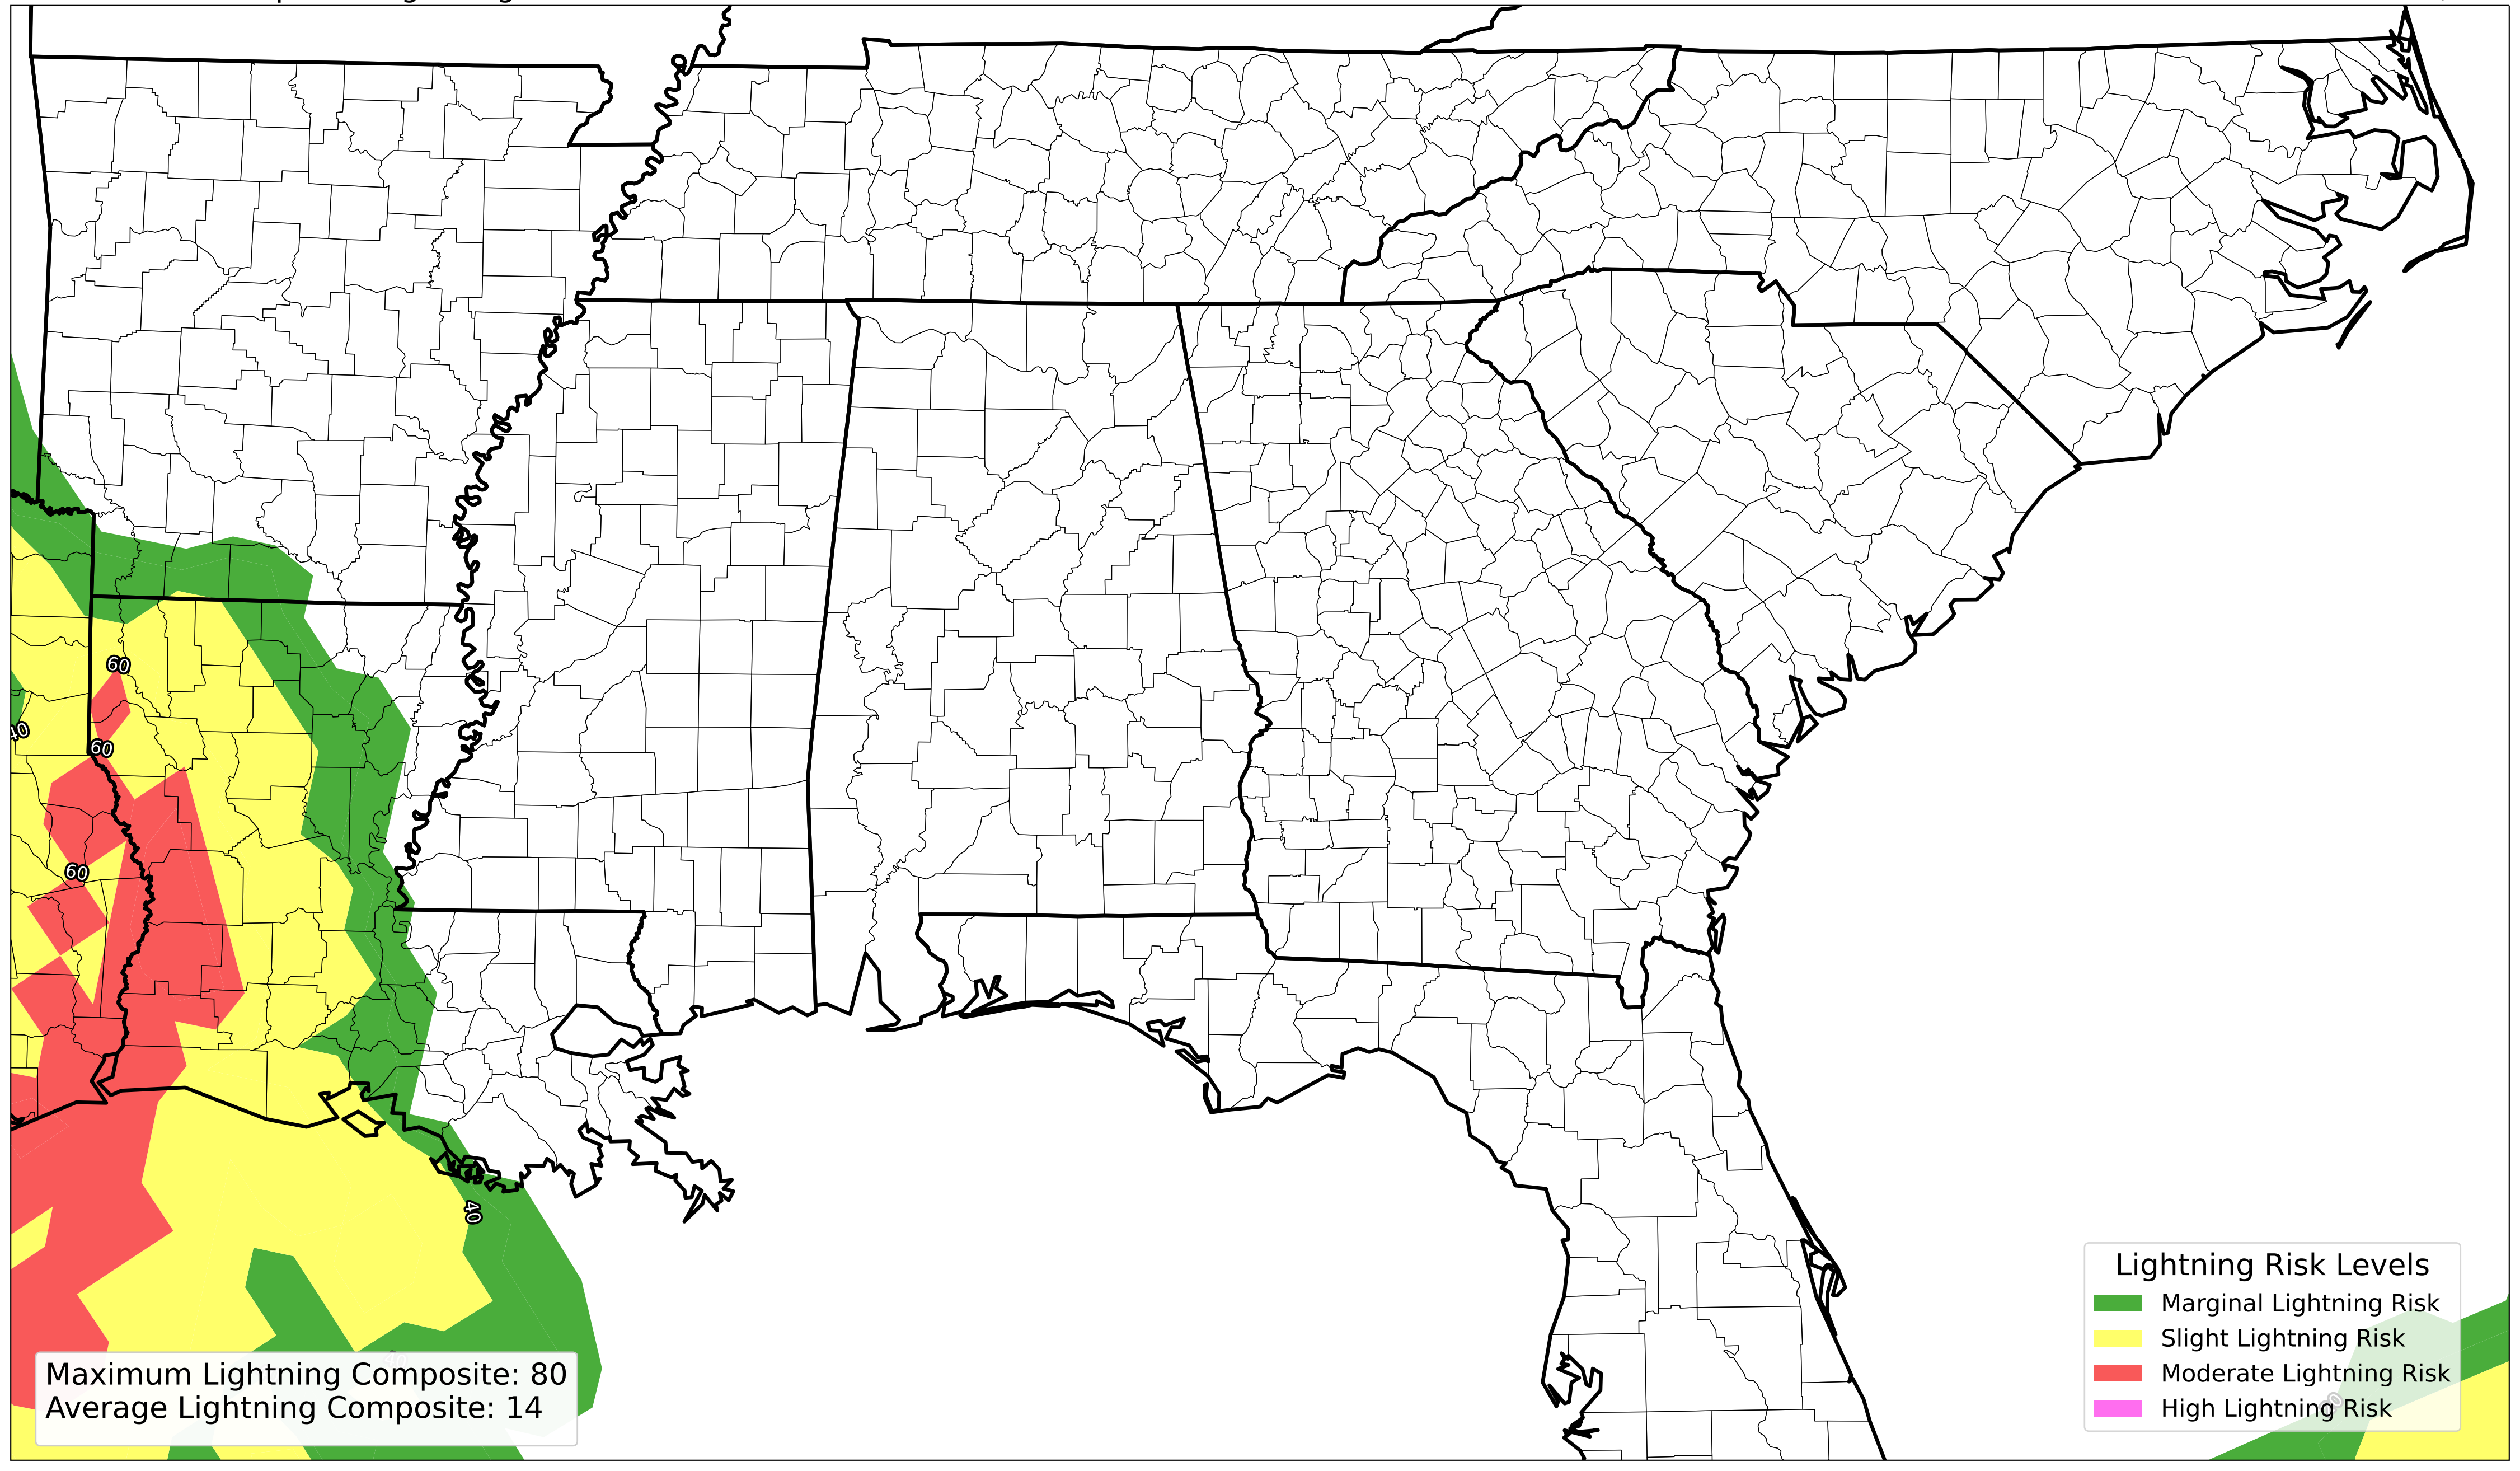 60
40
60
60
40
Lightning Risk Levels
Marginal Lightning Risk
Slight Lightning Risk
Moderate Lightning Risk
High Lightning Risk
Maximum Lightning Composite: 80
Average Lightning Composite: 14